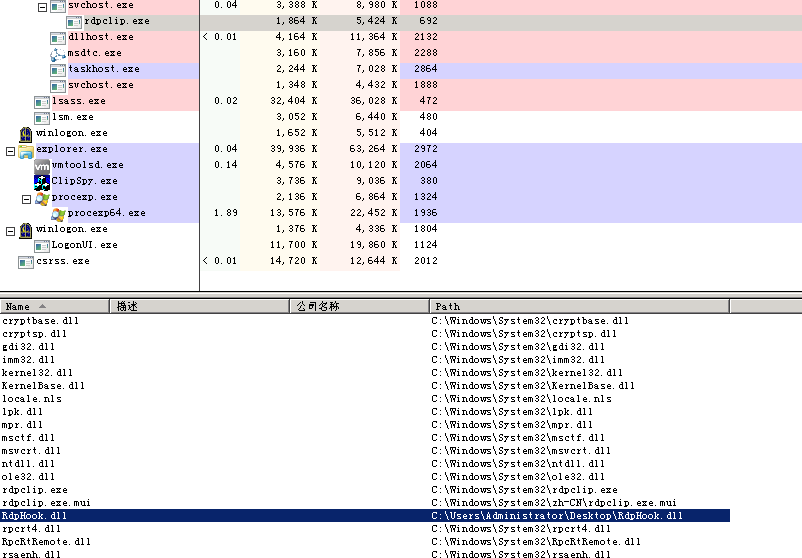 svchost.exe 0.04 3,388 K 8,980 K 1088
rdpclip.exe 1,864 K 5,424 K 692
dllhost.exe < 0.01 4,164 K 11,364 K 2132
msdtc.exe 3,160 K 7,856 K 2288
taskhost.exe 2,244 K 7,028 K 2864
svchost.exe 1,348 K 4,432 K 1888
lsass.exe 0.02 32,404 K 36,028 K 472
lsm.exe 3,052 K 6,440 K 480
winlogon.exe 1,652 K 5,512 K 404
explorer.exe 0.04 39,936 K 63,264 K 2972
vm vmtoolsd.exe 0.14 4,576 K 10,120 K 2064
ClipSpy.exe 3,736 K 9,036 K 380
procexp.exe 2,136 K 6,864 K 1324
procexp64.exe 1.89 13,576 K 22,452 K 1936
winlogon.exe 1,376 K 4,336 K 1804
LogonUI.exe 11,700 K 19,860 K 1124
csrss.exe < 0.01 14,720 K 12,644 K 2012
Name 描述 公司名称 Path
cryptbase.dll C:\Windows\System32\cryptbase.dll
cryptsp.dll C:\Windows\System32\cryptsp.dll
gdi32.dll C:\Windows\System32\gdi32.dll
imm32.dll C:\Windows\System32\imm32.dll
kernel32.dll C:\Windows\System32\kernel32.dll
KernelBase.dll C:\Windows\System32\KernelBase.dll
locale.nls C:\Windows\System32\locale.nls
lpk.dll C:\Windows\System32\lpk.dll
mpr.dll C:\Windows\System32\mpr.dll
msctf.dll C:\Windows\System32\msctf.dll
msvcrt.dll C:\Windows\System32\msvcrt.dll
ntdll.dll C:\Windows\System32\ntdll.dll
ole32.dll C:\Windows\System32\ole32.dll
rdpclip.exe C:\Windows\System32\rdpclip.exe
rdpclip.exe.mui C:\Windows\System32\zh-CN\rdpclip.exe.mui
RdpHook.dll C:\Users\Administrator\Desktop\RdpHook.dll
rpcrt4.dll C:\Windows\System32\rpcrt4.dll
RpcRtRemote.dll C:\Windows\System32\RpcRtRemote.dll
rsaenh.dll C:\Windows\System32\rsaenh.dll